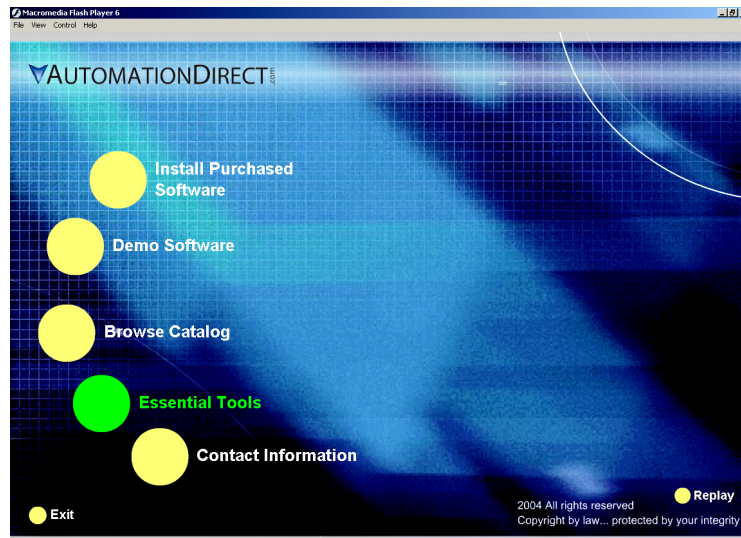 Macromedia Flash Player 6
File View Control Help
AUTOMATIONDIRECT.com
Install Purchased
Software
Demo Software
Browse Catalog
Essential Tools
Contact Information
Exit
Replay
2004 All rights reserved
Copyright by law... protected by your integrity